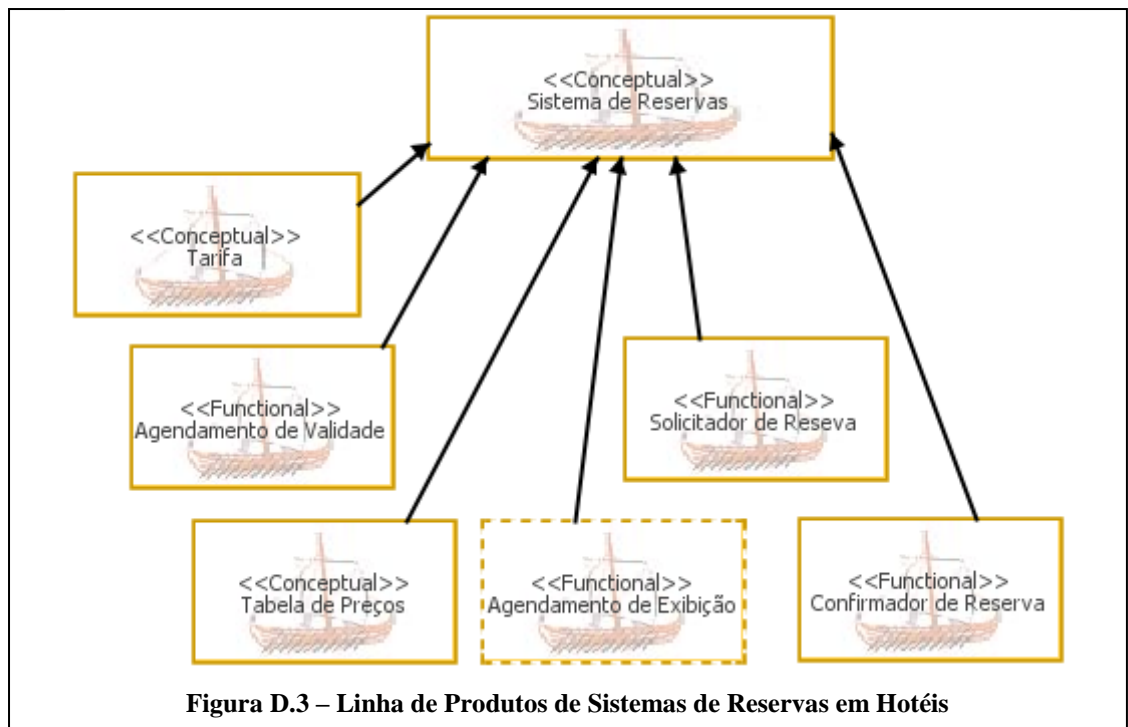 <<Conceptual>>
Sistema de Reservas
<<Conceptual>>
Tarifa
<<Functional>>
Agendamento de Validade
<<Functional>>
Solicitador de Reseva
<<Conceptual>>
Tabela de Preços
<<Functional>>
Agendamento de Exibição
<<Functional>>
Confirmador de Reserva
Figura D.3 – Linha de Produtos de Sistemas de Reservas em Hotéis